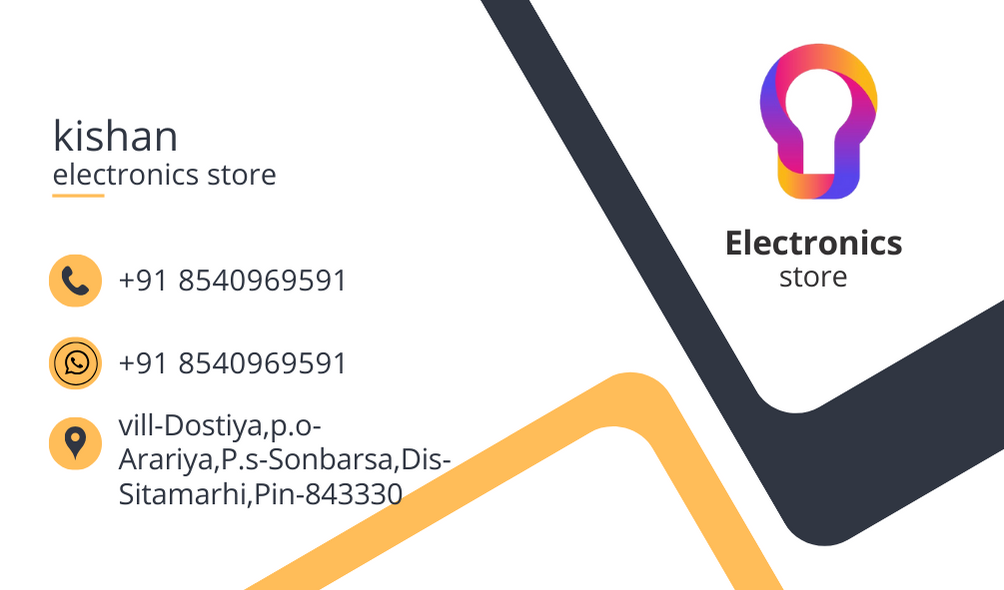 kishan
electronics store
+91 8540969591
+91 8540969591
vill-Dostiya,p.o-
Arariya,P.s-Sonbarsa,Dis-
Sitamarhi,Pin-843330
Electronics
store